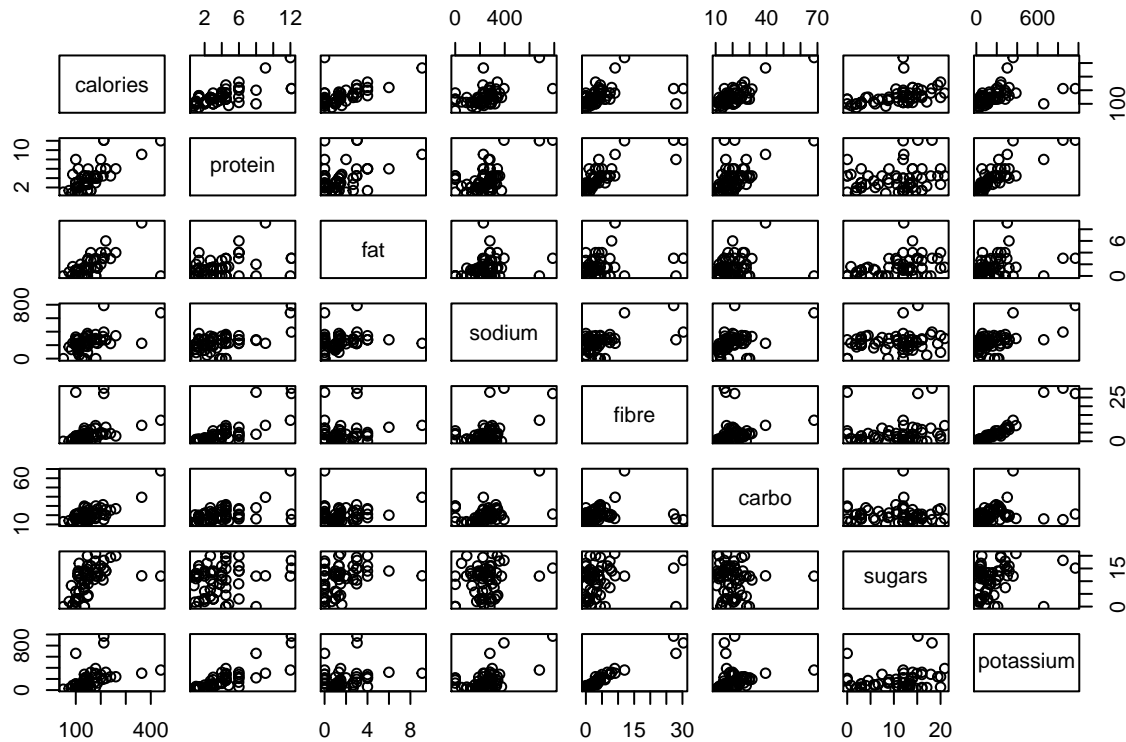 2 6 12 0 400 10 40 70 0 600
calories 100
10 2 protein
fat 6 0
800 0 sodium
fibre 25 0
60 10 carbo
sugars 15 0
800 0 potassium
100 400 0 4 8 0 15 30 0 10 20